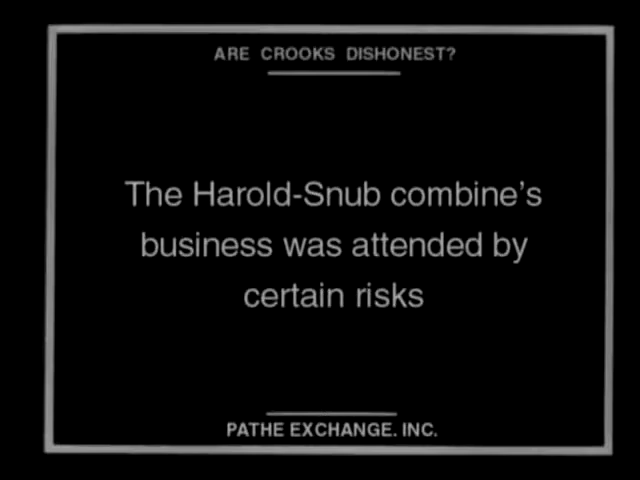 ARE CROOKS DISHONEST?
The Harold-Snub combine's
business was attended by
certain risks
PATHE EXCHANGE. INC.